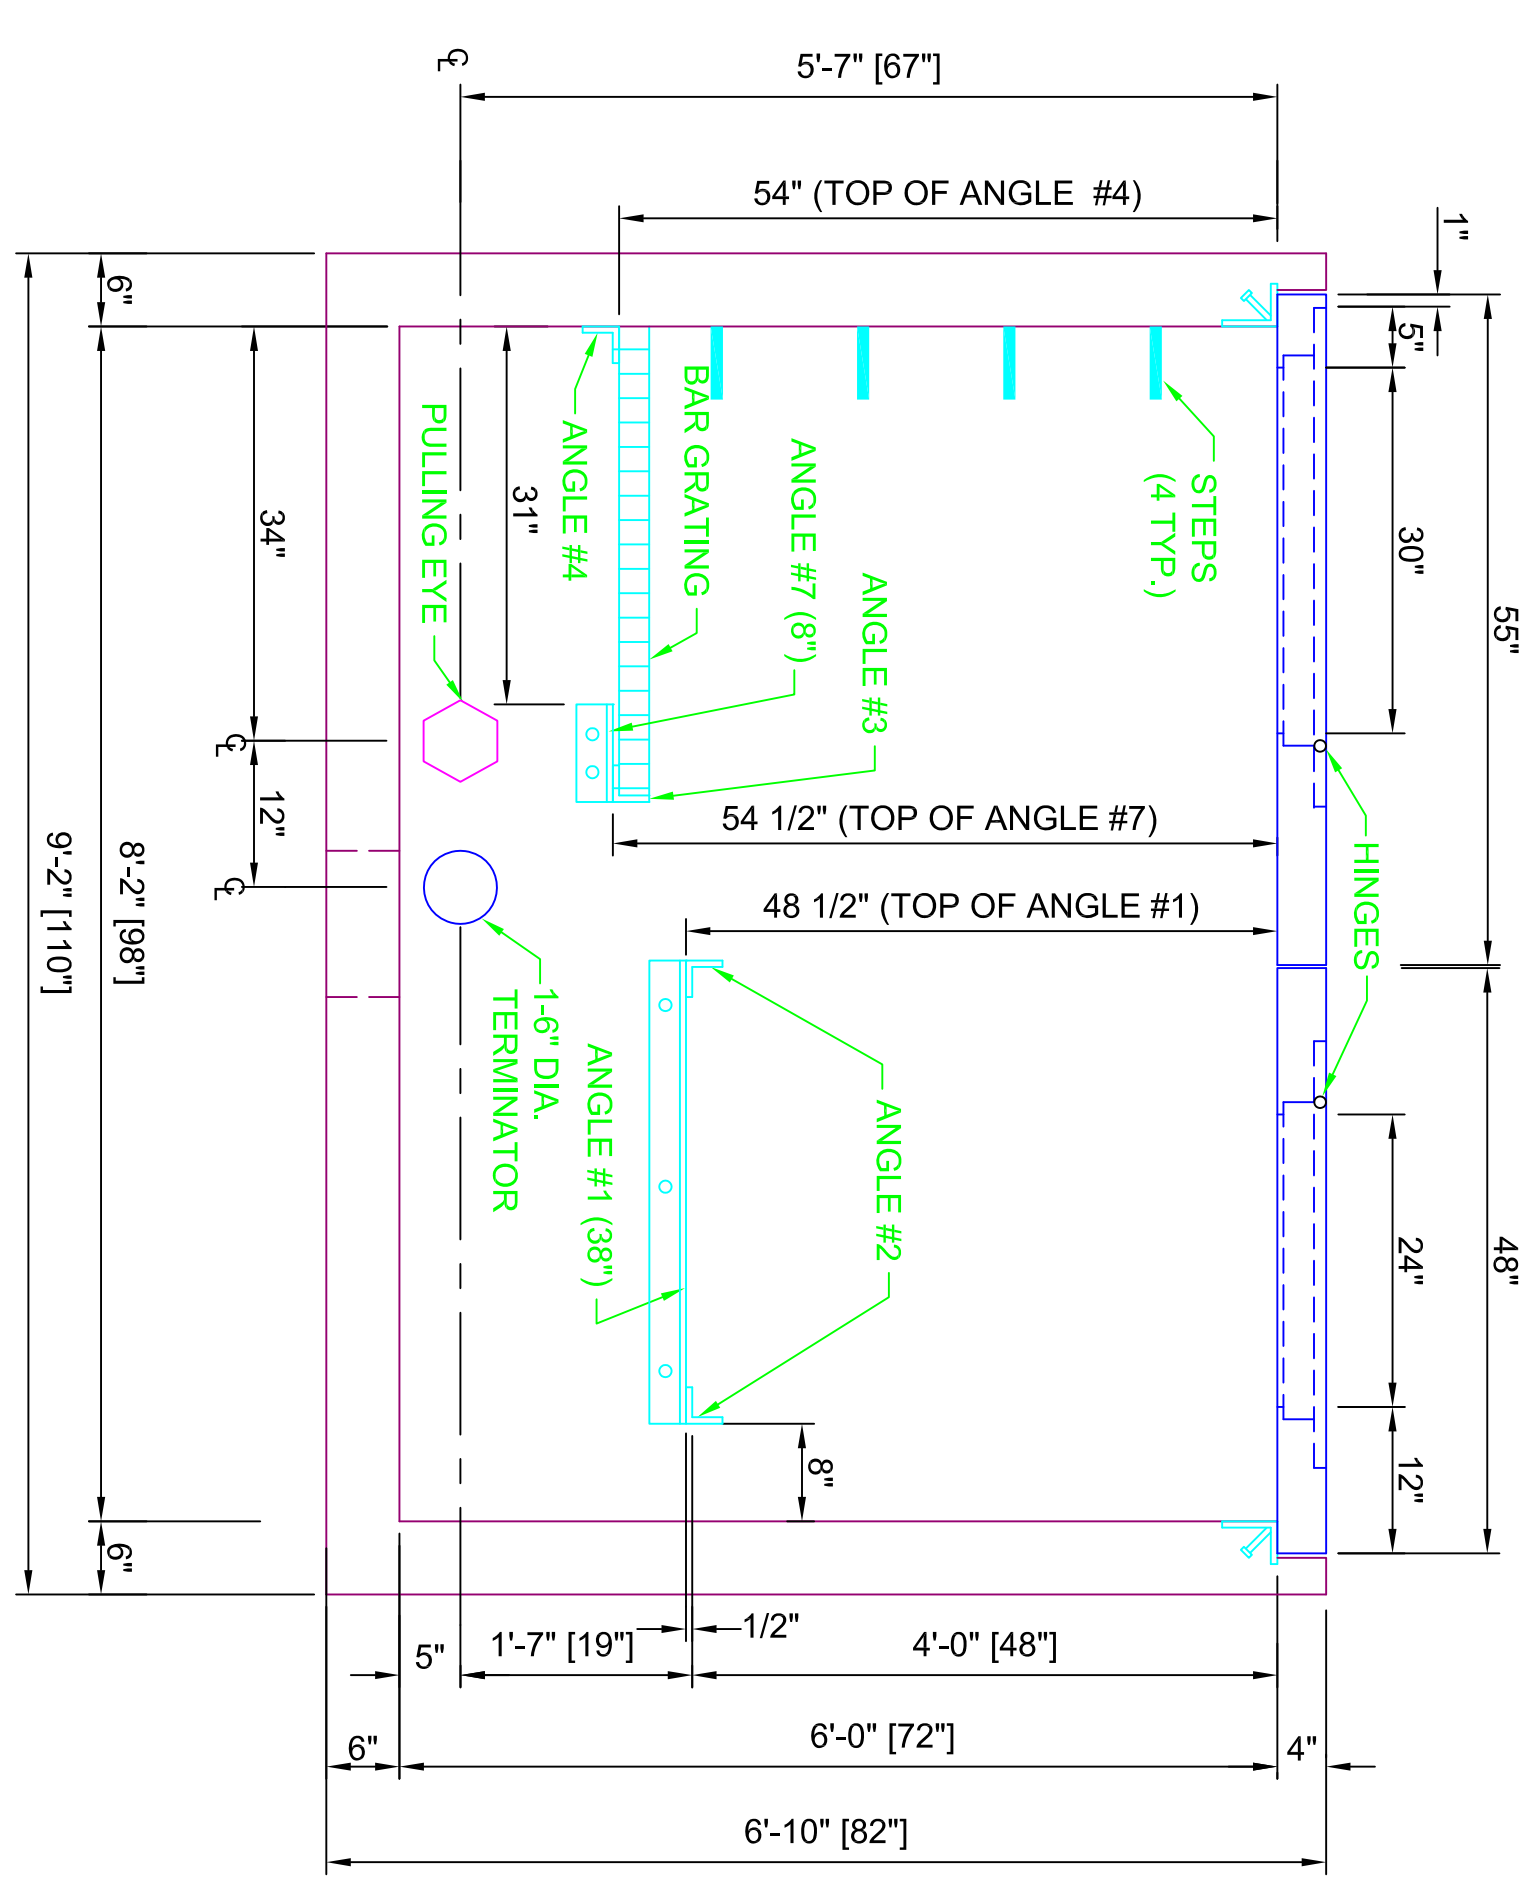 5'-7" [67"]
℄
54" (TOP OF ANGLE #4)
1"
55"
5"
30"
48"
24"
12"
HINGES
STEPS
(4 TYP.)
ANGLE #3
ANGLE #7 (8")
BAR GRATING
ANGLE #4
31"
PULLING EYE
54 1/2" (TOP OF ANGLE #7)
48 1/2" (TOP OF ANGLE #1)
ANGLE #2
ANGLE #1 (38")
1-6" DIA.
TERMINATOR
8"
6"
34"
℄
12"
℄
8'-2" [98"]
9'-2" [110"]
6"
1/2"
5"
1'-7" [19"]
4'-0" [48"]
6"
6'-0" [72"]
4"
6'-10" [82"]